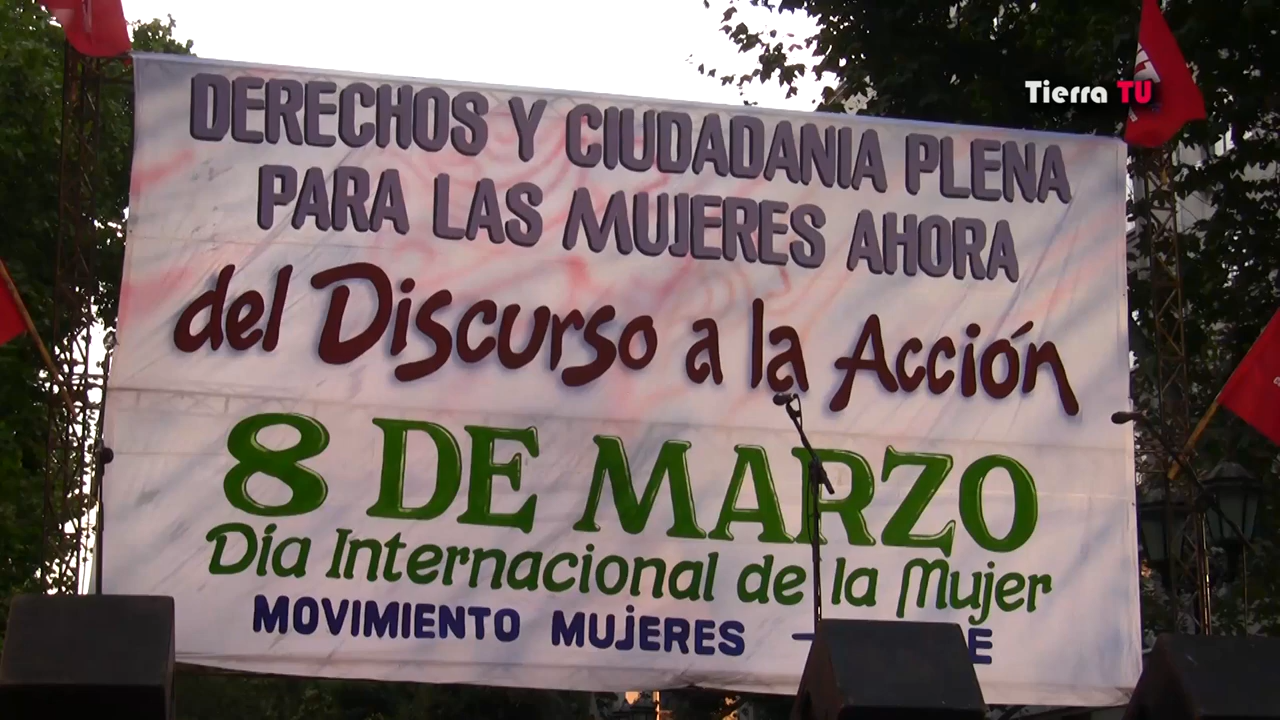 Tierra TU
DERECHOS Y CIUDADANIA PLENA
PARA LAS MUJERES AHORA
del Discurso a la Acción
8 DE MARZO
Dia Internacional de la Mujer
MOVIMIENTO MUJERES –